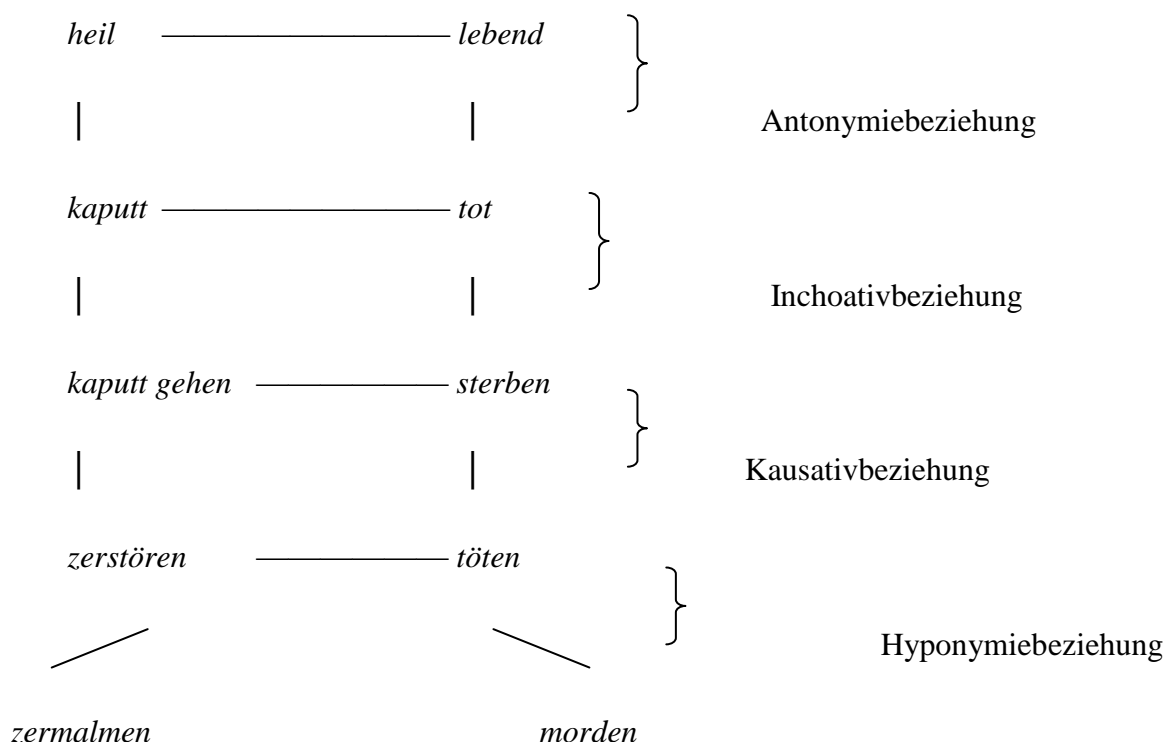 heil lebend
Antonymiebeziehung
kaputt tot
Inchoativbeziehung
kaputt gehen sterben
Kausativbeziehung
zerstören töten
Hyponymiebeziehung
zermalmen morden